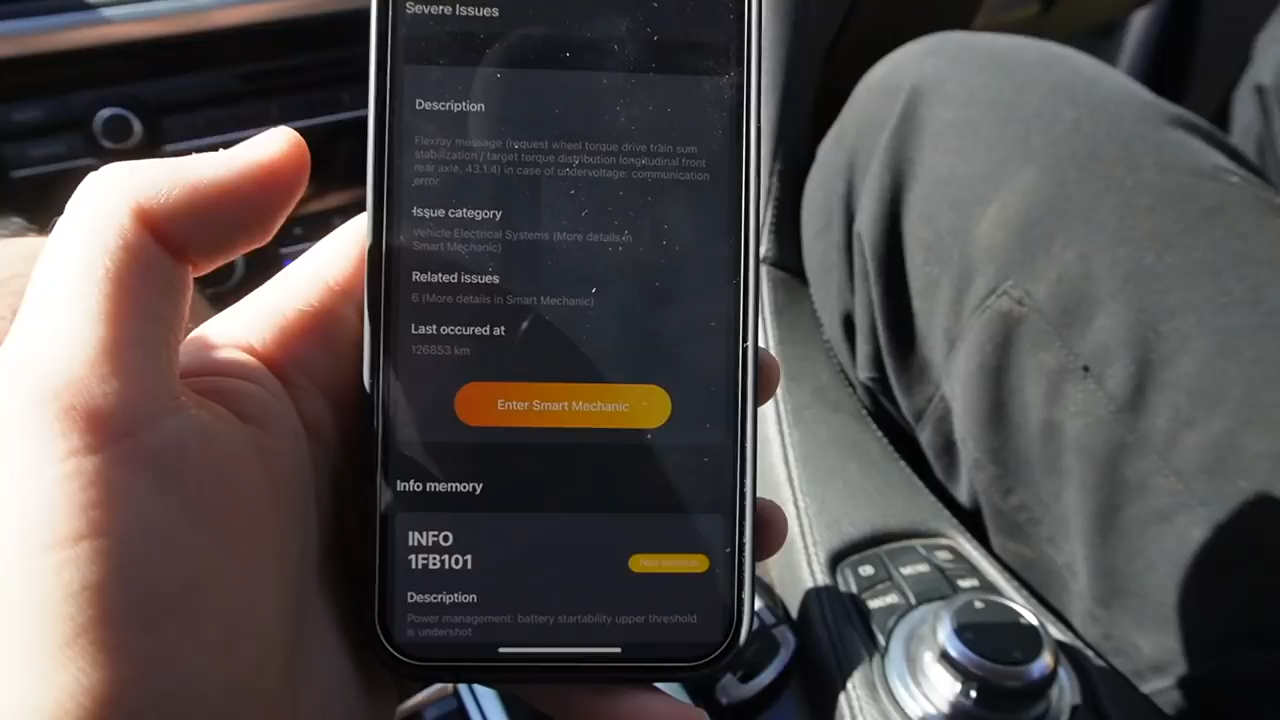 Severe Issues
Description
Flexray message (request) wheel torque drive train sum
stabilization / target torque distribution longitudinal front
rear axle, 43.1.4) in case of undervoltage: communication
error
Issue category
Vehicle Electrical Systems (More details in
Smart Mechanic)
Related issues
6 (More details in Smart Mechanic)
Last occured at
126853 km
Enter Smart Mechanic
Info memory
INFO
1FB101
Description
Power management: battery startability upper threshold
is undershot
MENU
RADIO